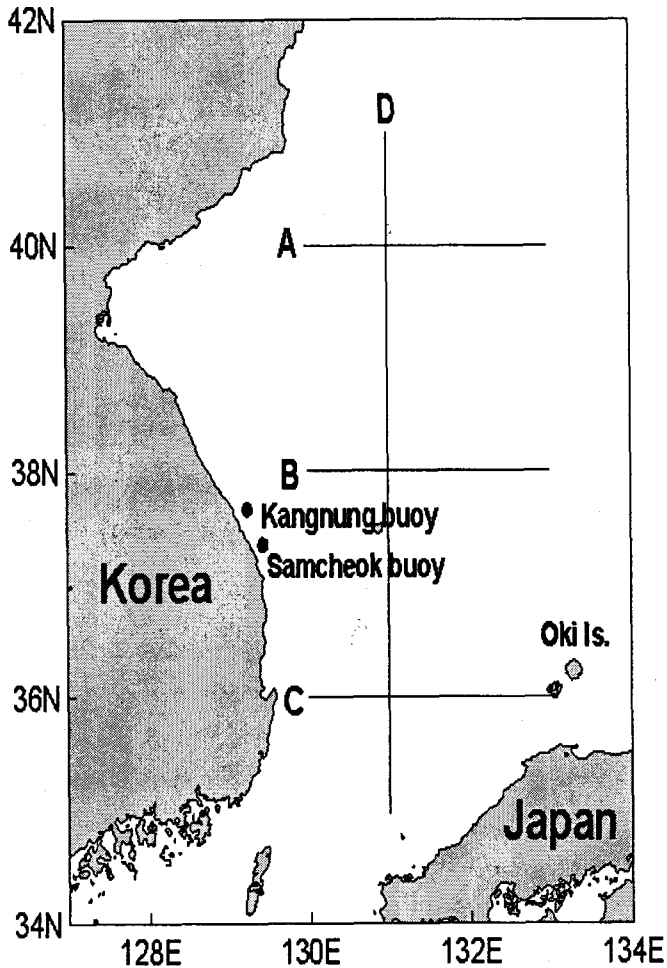 42N
D
A
40N
38N
B
Kangnung buoy
Samcheok buoy
Korea
Oki Is.
36N
C
Japan
34N
128E
130E
132E
134E